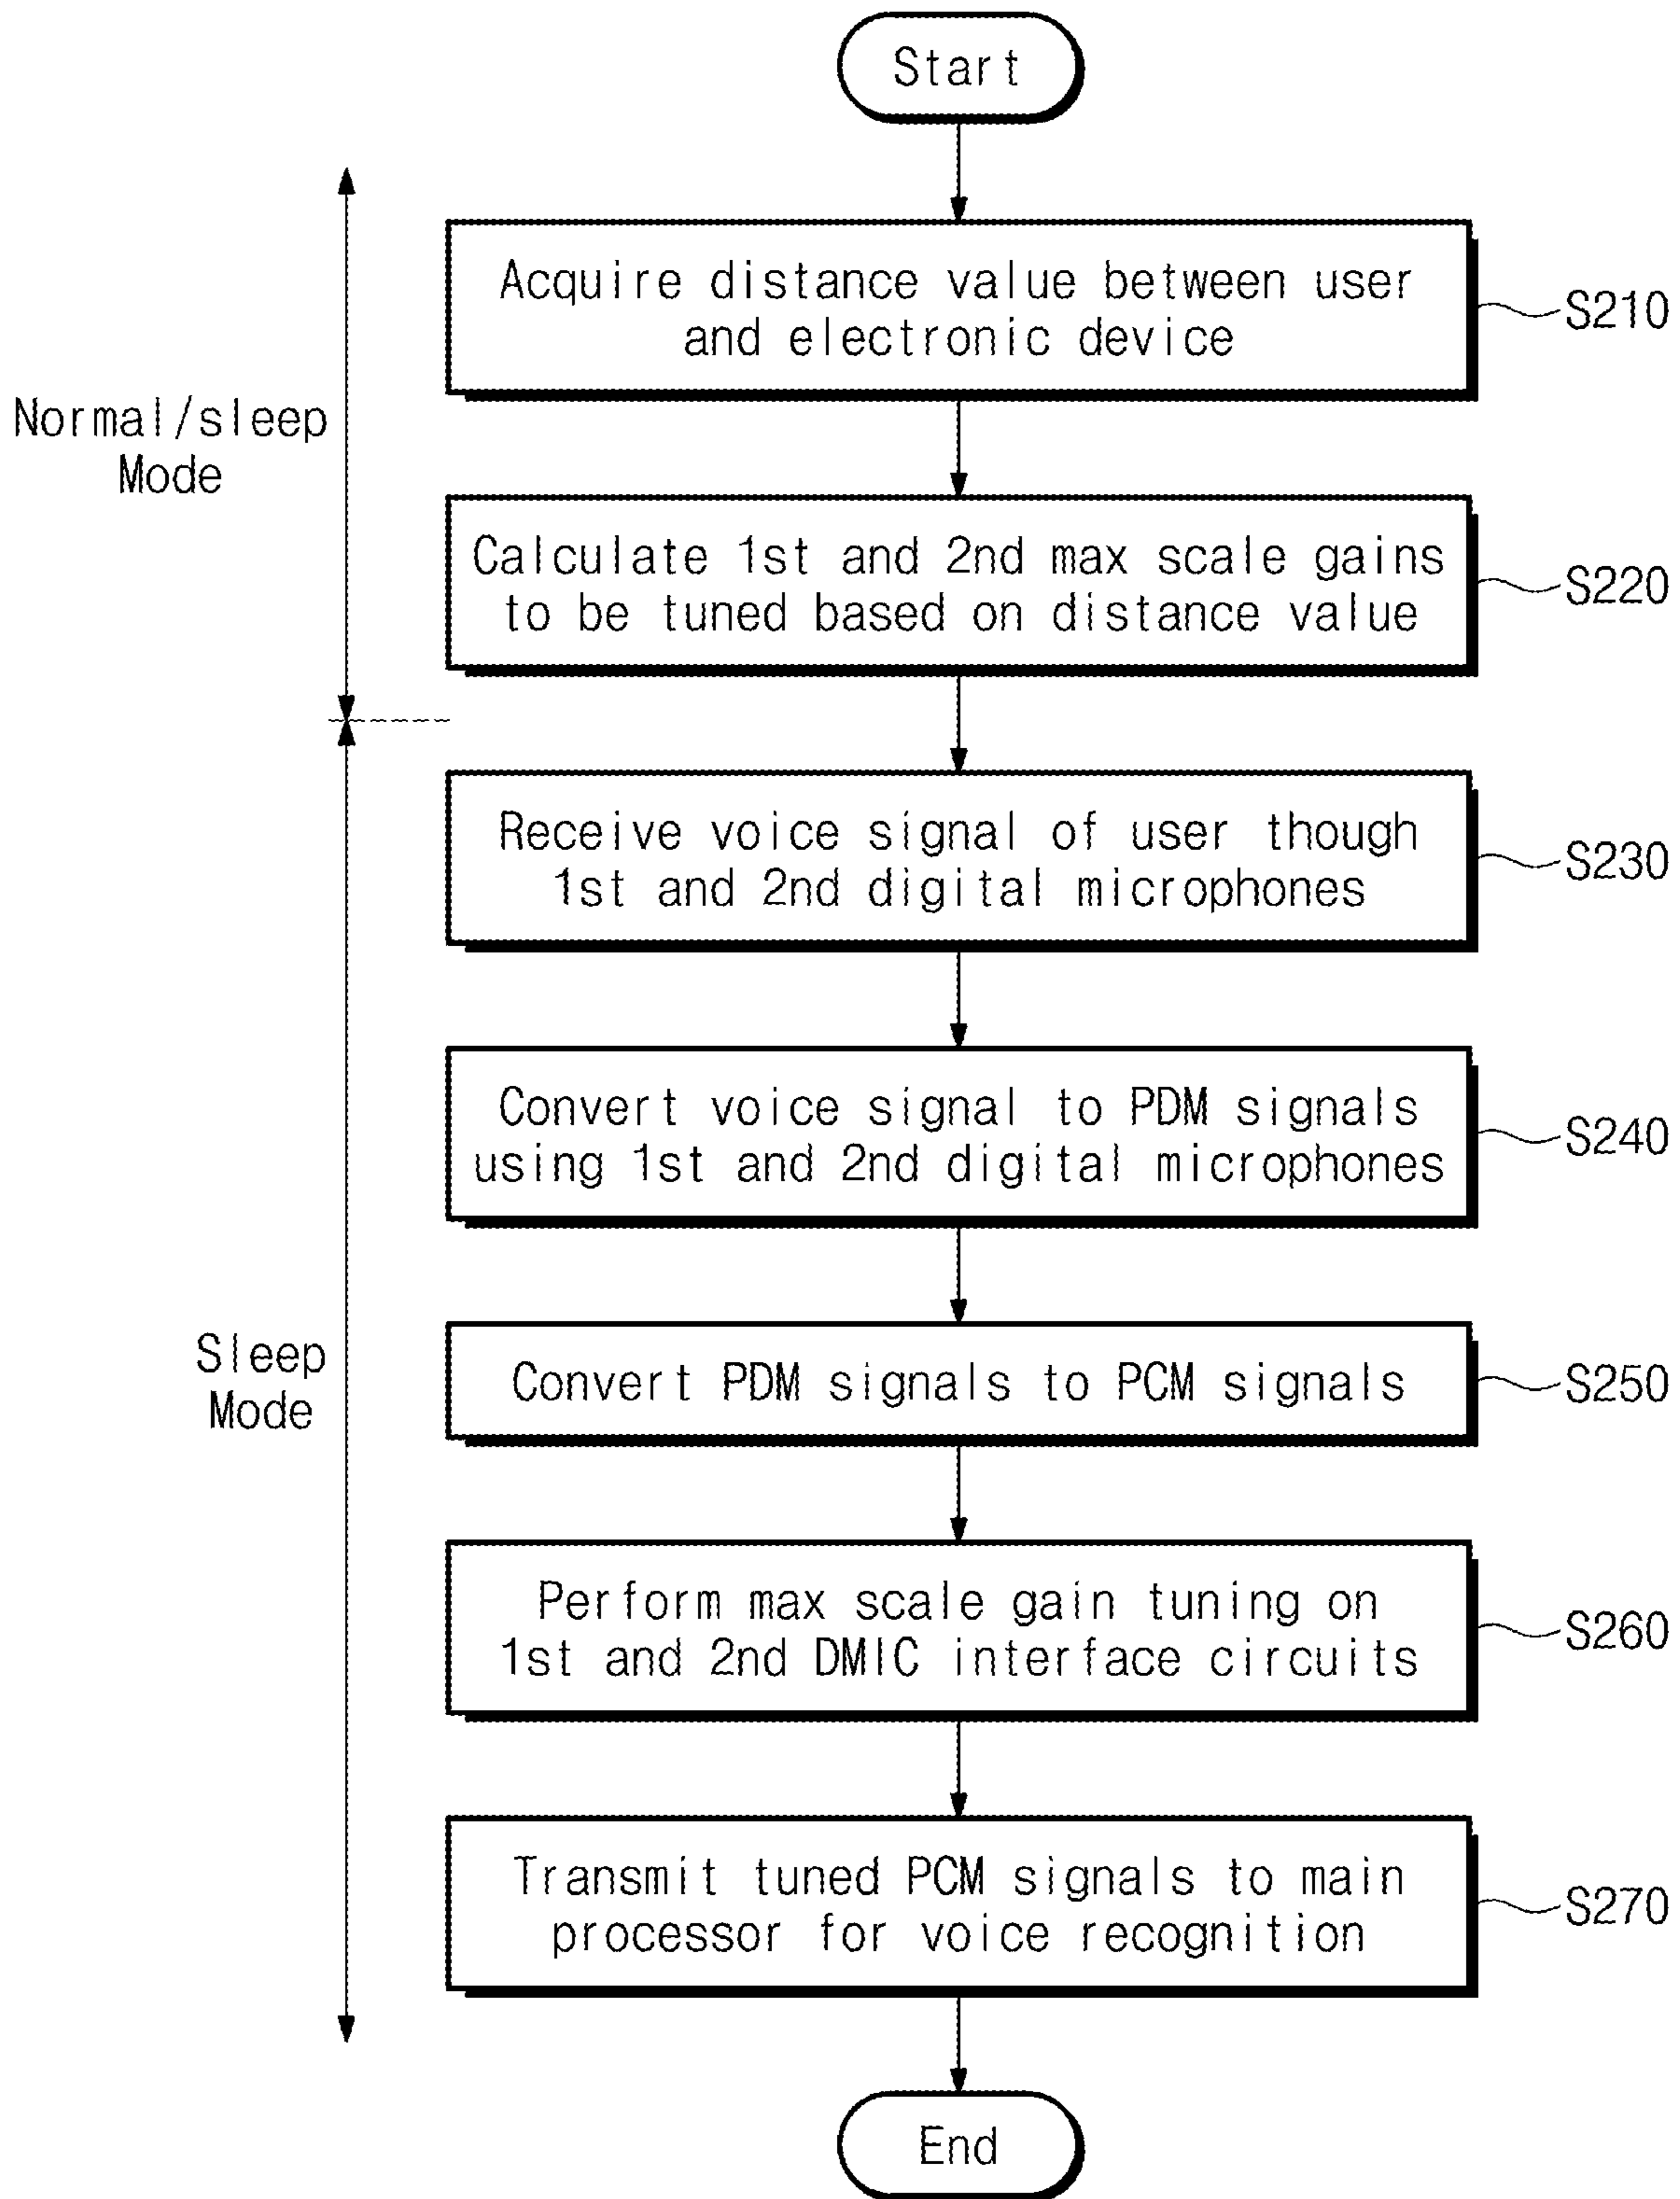 Start
Acquire distance value between user
and electronic device
S210
Normal/sleep
Mode
Calculate 1st and 2nd max scale gains
to be tuned based on distance value
S220
Receive voice signal of user though
1st and 2nd digital microphones
S230
Convert voice signal to PDM signals
using 1st and 2nd digital microphones
S240
Sleep
Mode
Convert PDM signals to PCM signals
S250
Perform max scale gain tuning on
1st and 2nd DMIC interface circuits
S260
Transmit tuned PCM signals to main
processor for voice recognition
S270
End